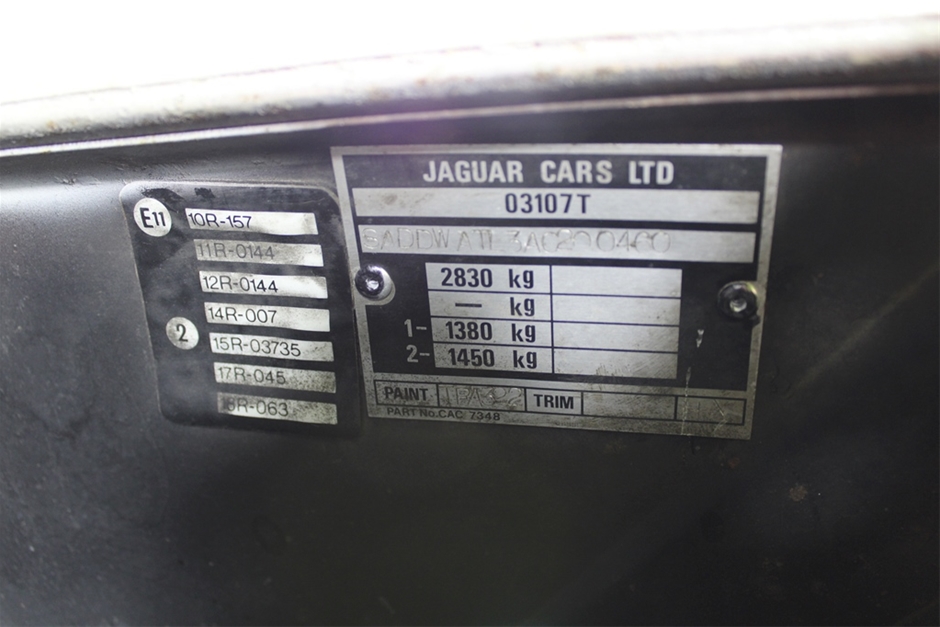 E11
10R-157
11R-0144
12R-0144
14R-007
2
15R-03735
17R-045
JAGUAR CARS LTD
03107T
2830 kg
— kg
1- 1380 kg
2- 1450 kg
PAINT TRIM
PART No.CAC 7348